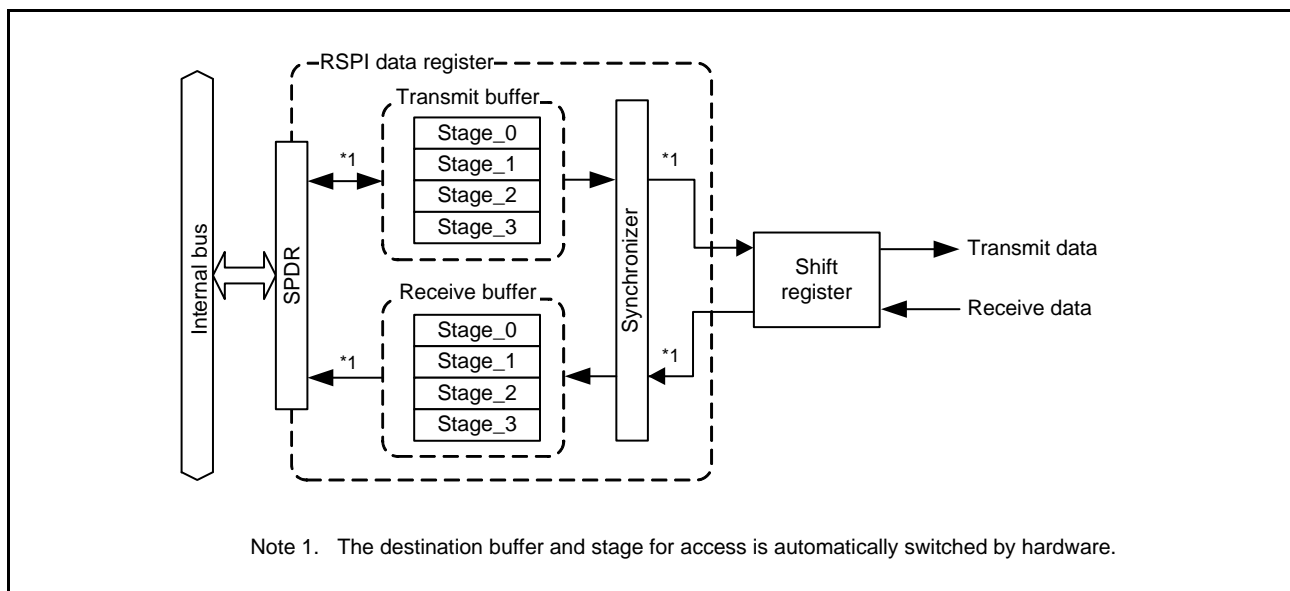 RSPI data register
Transmit buffer
Stage_0
Stage_1
Stage_2
Stage_3
*1
*1
Internal bus
SPDR
Synchronizer
Shift
register
Transmit data
Receive data
Receive buffer
Stage_0
Stage_1
Stage_2
Stage_3
*1
*1
Note 1. The destination buffer and stage for access is automatically switched by hardware.